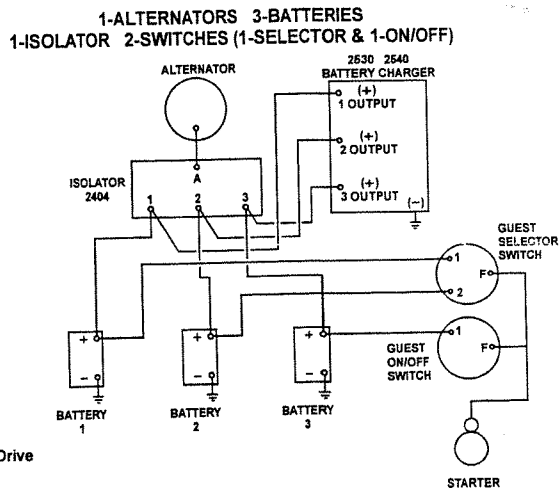 1-ALTERNATORS 3-BATTERIES
1-ISOLATOR 2-SWITCHES (1-SELECTOR & 1-ON/OFF)
ALTERNATOR
2530 2540
BATTERY CHARGER
(+)
1 OUTPUT
(+)
2 OUTPUT
(+)
3 OUTPUT
(−)
A
ISOLATOR
2404
1 2 3
GUEST
SELECTOR
SWITCH
1
F
2
1
F
GUEST
ON/OFF
SWITCH
+
−
+
−
+
−
BATTERY
1
BATTERY
2
BATTERY
3
Drive
STARTER